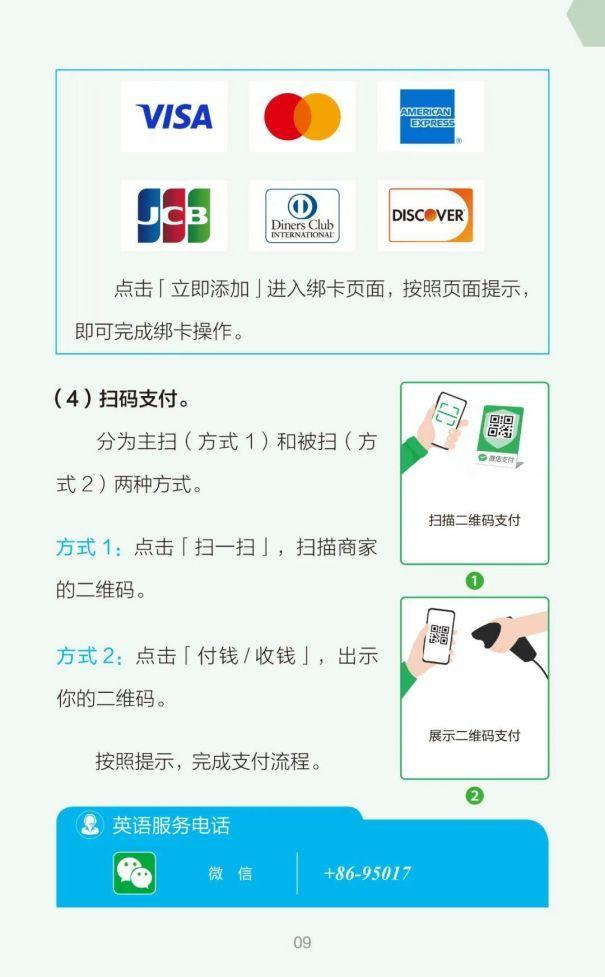 VISA
AMERICAN
EXPRESS
®
JCB
Diners Club
INTERNATIONAL
DISCOVER
点击「立即添加」进入绑卡页面，按照页面提示，
即可完成绑卡操作。
（4）扫码支付。
分为主扫（方式 1）和被扫（方
式 2）两种方式。
方式 1：点击「扫一扫」，扫描商家
的二维码。
方式 2：点击「付钱 / 收钱」，出示
你的二维码。
按照提示，完成支付流程。
微信支付
扫描二维码支付
1
展示二维码支付
2
英语服务电话
微 信
+86-95017
09